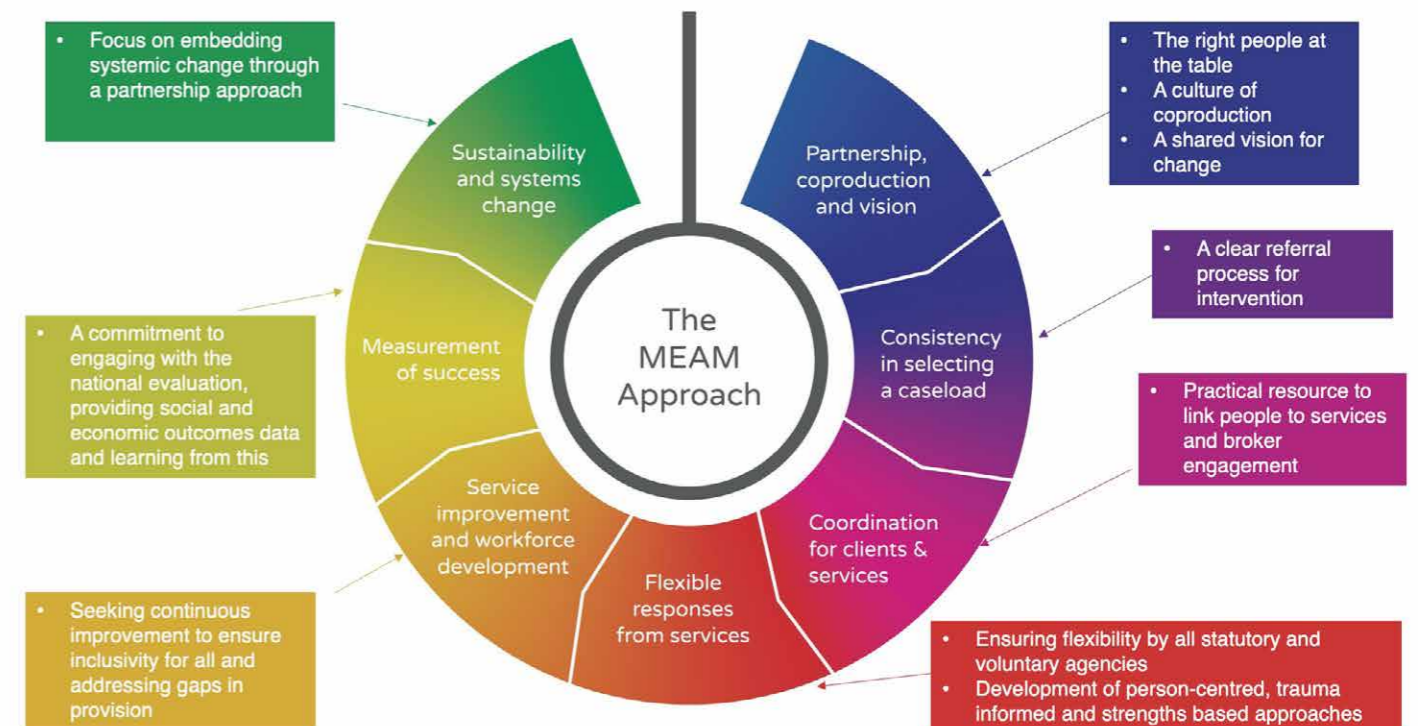 The
MEAM
Approach
Partnership,
coproduction
and vision
• The right people at
the table
• A culture of
coproduction
• A shared vision for
change
Consistency
in selecting
a caseload
• A clear referral
process for
intervention
Coordination
for clients &
services
• Practical resource to
link people to services
and broker
engagement
Flexible
responses
from services
• Ensuring flexibility by all statutory and
voluntary agencies
• Development of person-centred, trauma
informed and strengths based approaches
Service
improvement
and workforce
development
• Seeking continuous
improvement to ensure
inclusivity for all and
addressing gaps in
provision
Measurement
of success
• A commitment to
engaging with the
national evaluation,
providing social and
economic outcomes data
and learning from this
Sustainability
and systems
change
• Focus on embedding
systemic change through
a partnership approach